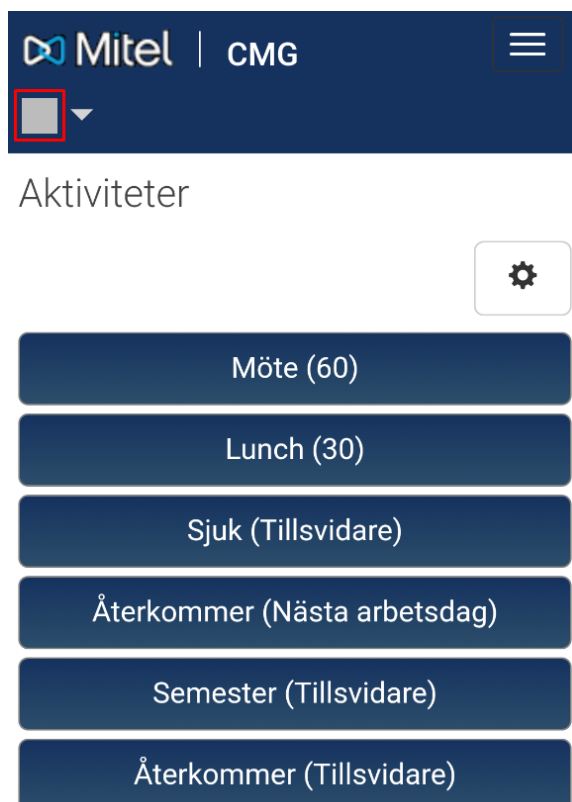 Mitel | CMG
Aktiviteter
Möte (60)
Lunch (30)
Sjuk (Tillsvidare)
Återkommer (Nästa arbetsdag)
Semester (Tillsvidare)
Återkommer (Tillsvidare)